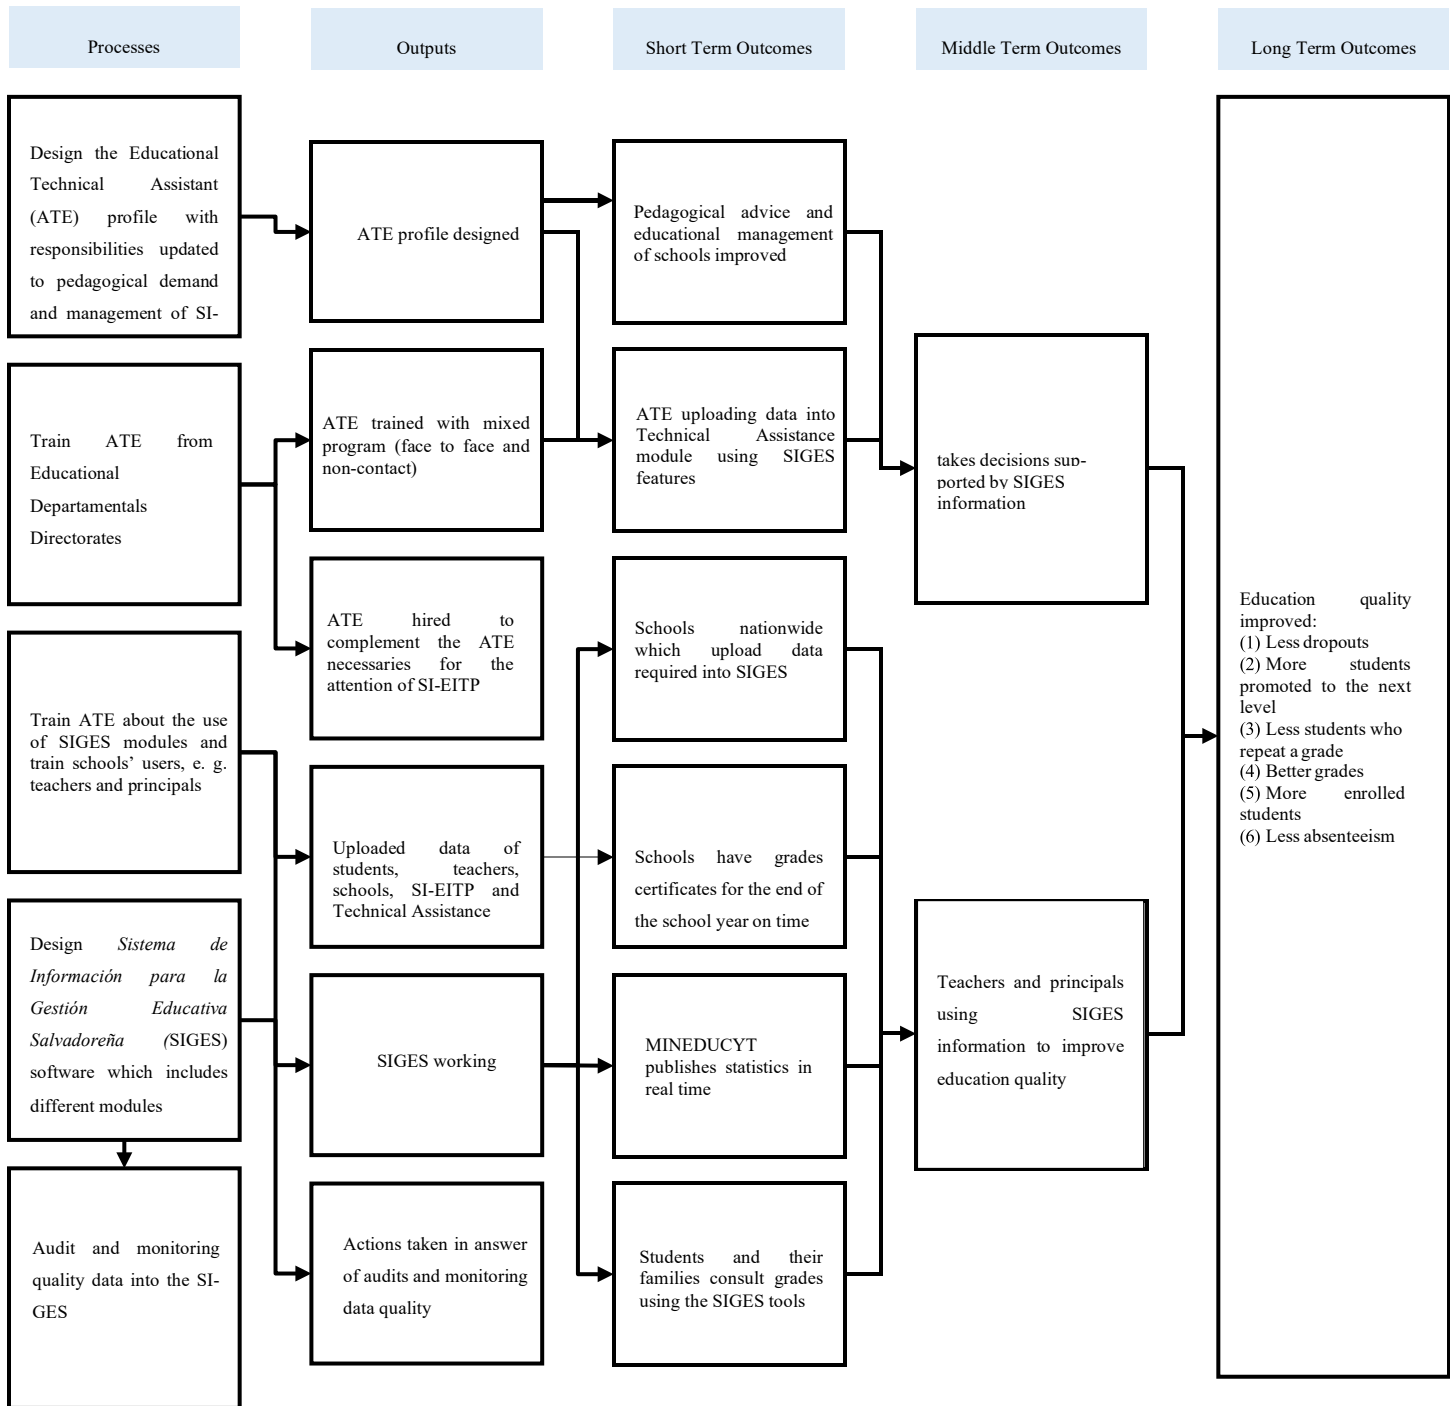 Processes
Outputs
Short Term Outcomes
Middle Term Outcomes
Long Term Outcomes
Design the Educational
Technical Assistant
(ATE) profile with
responsibilities updated
to pedagogical demand
and management of SI-
Train ATE from
Educational
Departamentals
Directorates
Train ATE about the use
of SIGES modules and
train schools’ users, e. g.
teachers and principals
Design Sistema de
Información para la
Gestión Educativa
Salvadoreña (SIGES)
software which includes
different modules
Audit and monitoring
quality data into the SI-
GES
ATE profile designed
ATE trained with mixed
program (face to face and
non-contact)
ATE hired to
complement the ATE
necessaries for the
attention of SI-EITP
Uploaded data of
students, teachers,
schools, SI-EITP and
Technical Assistance
SIGES working
Actions taken in answer
of audits and monitoring
data quality
Pedagogical advice and
educational management
of schools improved
ATE uploading data into
Technical Assistance
module using SIGES
features
Schools nationwide
which upload data
required into SIGES
Schools have grades
certificates for the end of
the school year on time
MINEDUCYT
publishes statistics in
real time
Students and their
families consult grades
using the SIGES tools
takes decisions sup-
ported by SIGES
information
Teachers and principals
using SIGES
information to improve
education quality
Education quality
improved:
(1) Less dropouts
(2) More students
promoted to the next
level
(3) Less students who
repeat a grade
(4) Better grades
(5) More enrolled
students
(6) Less absenteeism